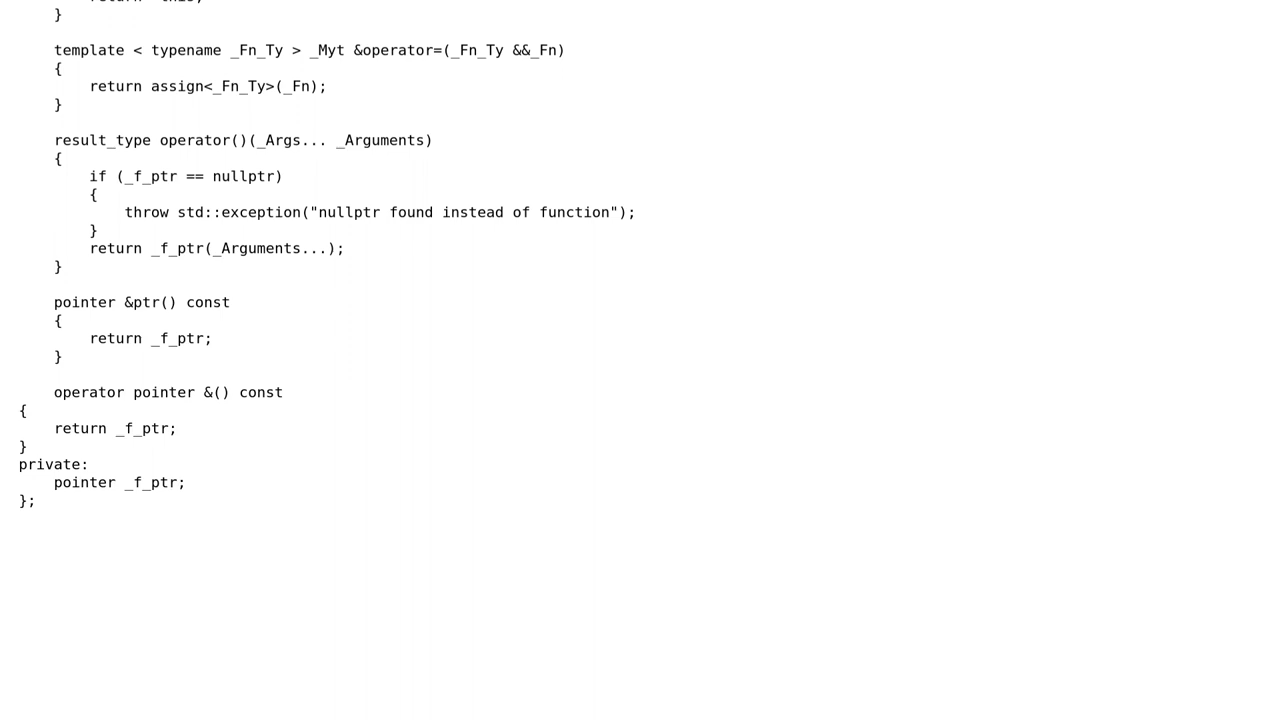 }
template < typename _Fn_Ty > _Myt &operator=(_Fn_Ty &&_Fn)
{
return assign<_Fn_Ty>(_Fn);
}
result_type operator()(_Args... _Arguments)
{
if (_f_ptr == nullptr)
{
throw std::exception("nullptr found instead of function");
}
return _f_ptr(_Arguments...);
}
pointer &ptr() const
{
return _f_ptr;
}
operator pointer &() const
{
return _f_ptr;
}
private:
pointer _f_ptr;
};